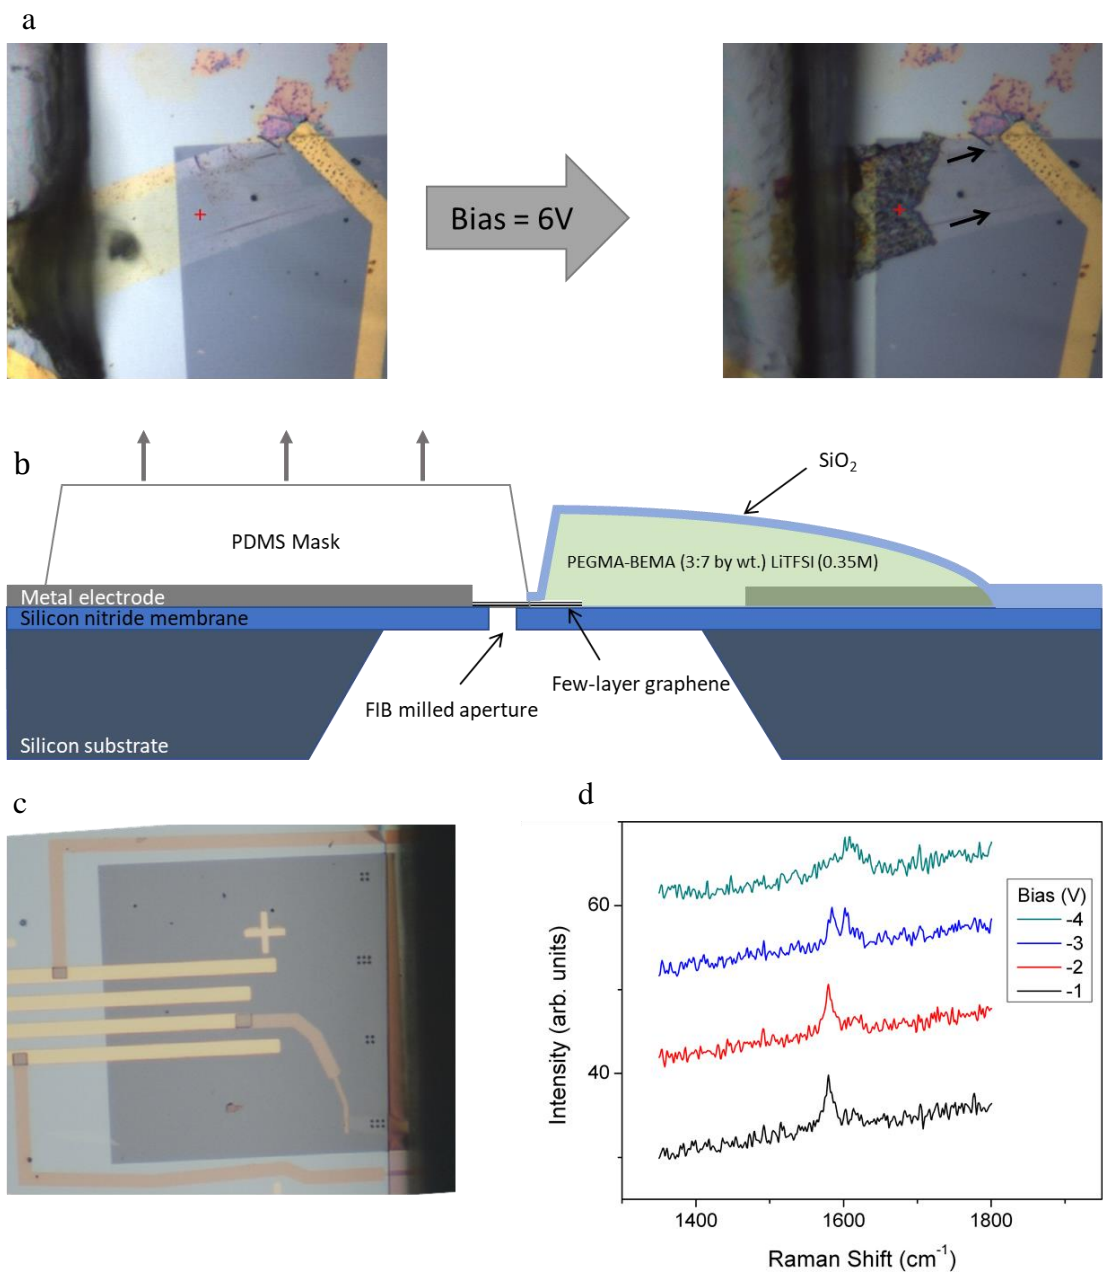 a
Bias = 6V
b
SiO2
PDMS Mask
PEGMA-BEMA (3:7 by wt.) LiTFSI (0.35M)
Metal electrode
Silicon nitride membrane
Few-layer graphene
FIB milled aperture
Silicon substrate
c
d
Bias (V)
-4
-3
-2
-1
60
40
Intensity (arb. units)
1400 1600 1800
Raman Shift (cm-1)